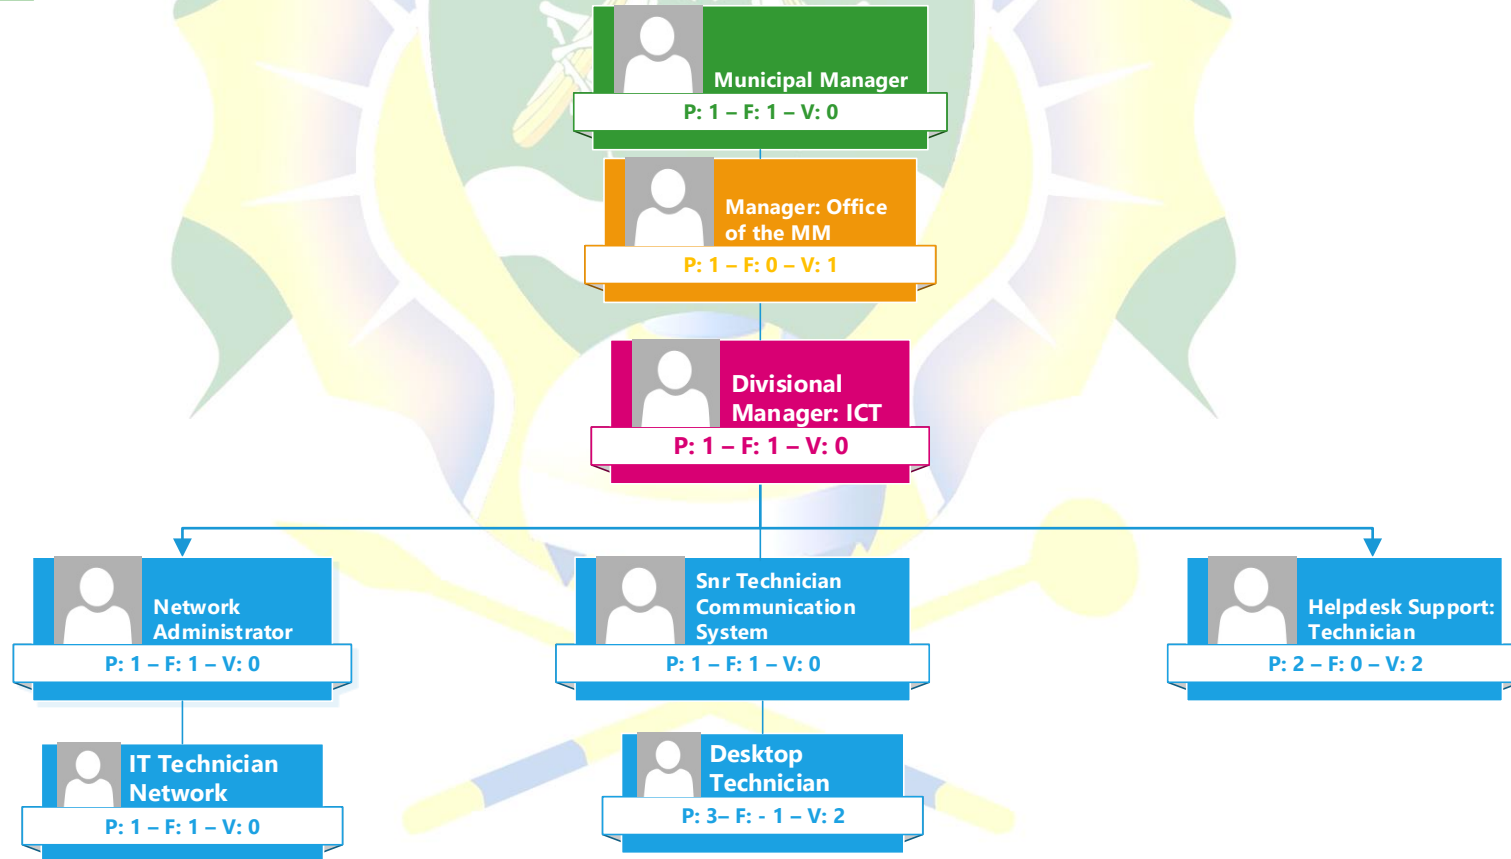 Municipal Manager
P: 1 – F: 1 – V: 0
Manager: Office
of the MM
P: 1 – F: 0 – V: 1
Divisional
Manager: ICT
P: 1 – F: 1 – V: 0
Network
Administrator
P: 1 – F: 1 – V: 0
Snr Technician
Communication
System
P: 1 – F: 1 – V: 0
Helpdesk Support:
Technician
P: 2 – F: 0 – V: 2
IT Technician
Network
P: 1 – F: 1 – V: 0
Desktop
Technician
P: 3– F: - 1 – V: 2